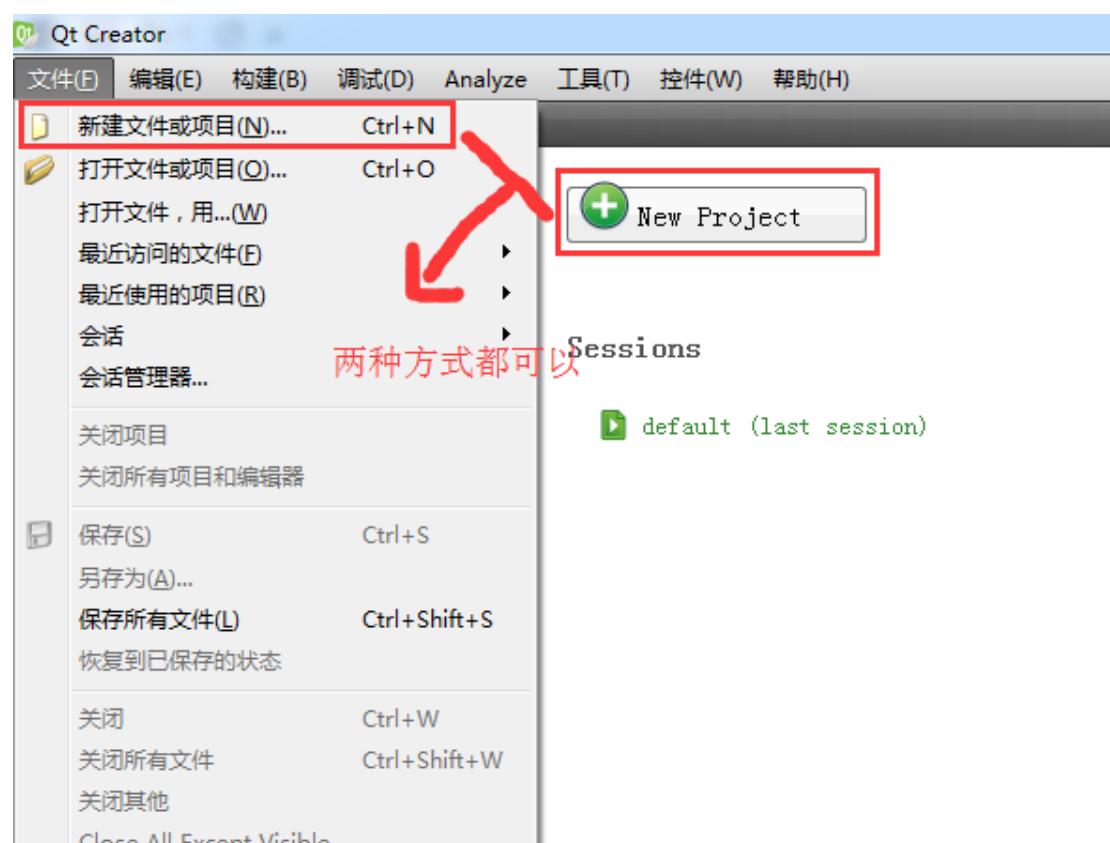 Qt Creator
文件(F) 编辑(E) 构建(B) 调试(D) Analyze 工具(T) 控件(W) 帮助(H)
新建文件或项目(N)... Ctrl+N
打开文件或项目(O)... Ctrl+O
打开文件，用...(W)
最近访问的文件(F)
最近使用的项目(R)
会话
会话管理器...
关闭项目
关闭所有项目和编辑器
保存(S) Ctrl+S
另存为(A)...
保存所有文件(L) Ctrl+Shift+S
恢复到已保存的状态
关闭 Ctrl+W
关闭所有文件 Ctrl+Shift+W
关闭其他
Close All Except Visible
New Project
两种方式都可以
Sessions
default (last session)